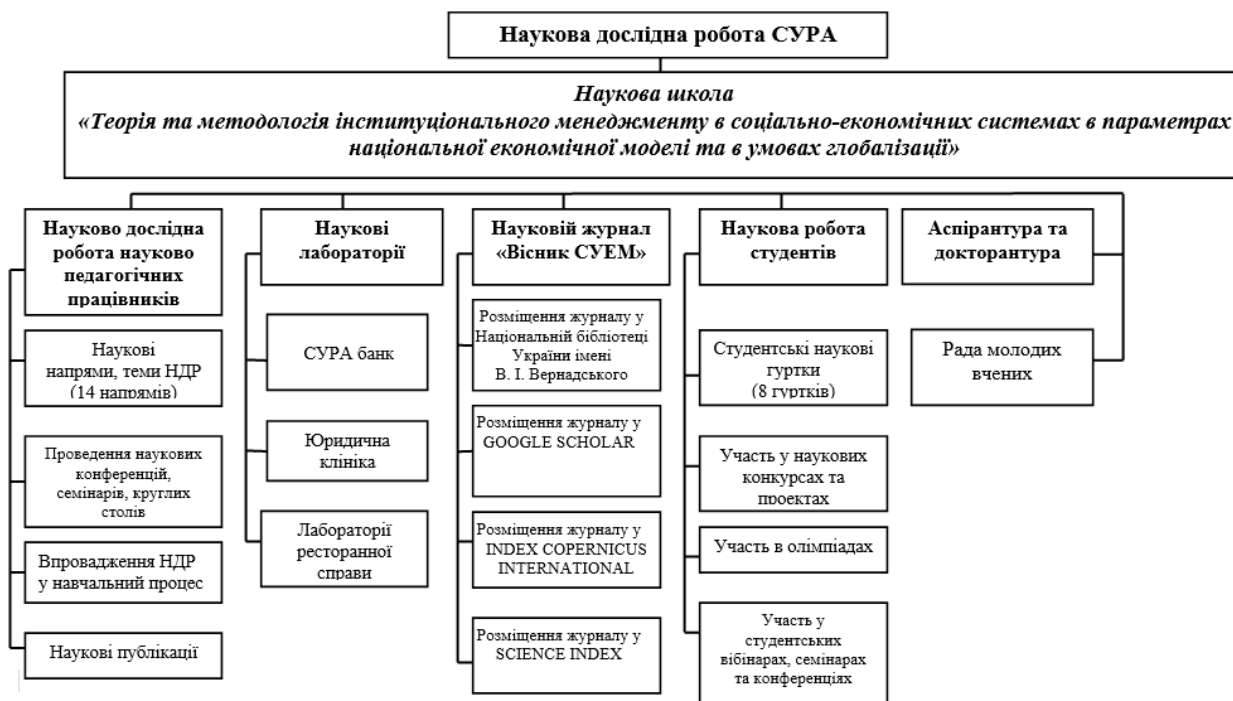 Наукова дослідна робота СУРА
Наукова школа
«Теорія та методологія інституціонального менеджменту в соціально-економічних системах в параметрах
національної економічної моделі та в умовах глобалізації»
Науково дослідна
робота науково
педагогічних
працівників
Наукові
напрями, теми НДР
(14 напрямів)
Проведення наукових
конференцій,
семінарів, круглих
столів
Впровадження НДР
у навчальний процес
Наукові публікації
Наукові
лабораторії
СУРА банк
Юридична
клініка
Лабораторії
ресторанної
справи
Науковій журнал
«Вісник СУЕМ»
Розміщення журналу у
Національній бібліотеці
України імені
В. І. Вернадського
Розміщення журналу у
GOOGLE SCHOLAR
Розміщення журналу у
INDEX COPERNICUS
INTERNATIONAL
Розміщення журналу у
SCIENCE INDEX
Наукова робота
студентів
Студентські наукові
гуртки
(8 гуртків)
Участь у наукових
конкурсах та
проектах
Участь в олімпіадах
Участь у
студентських
вібінарах, семінарах
та конференціях
Аспірантура та
докторантура
Рада молодих
вчених